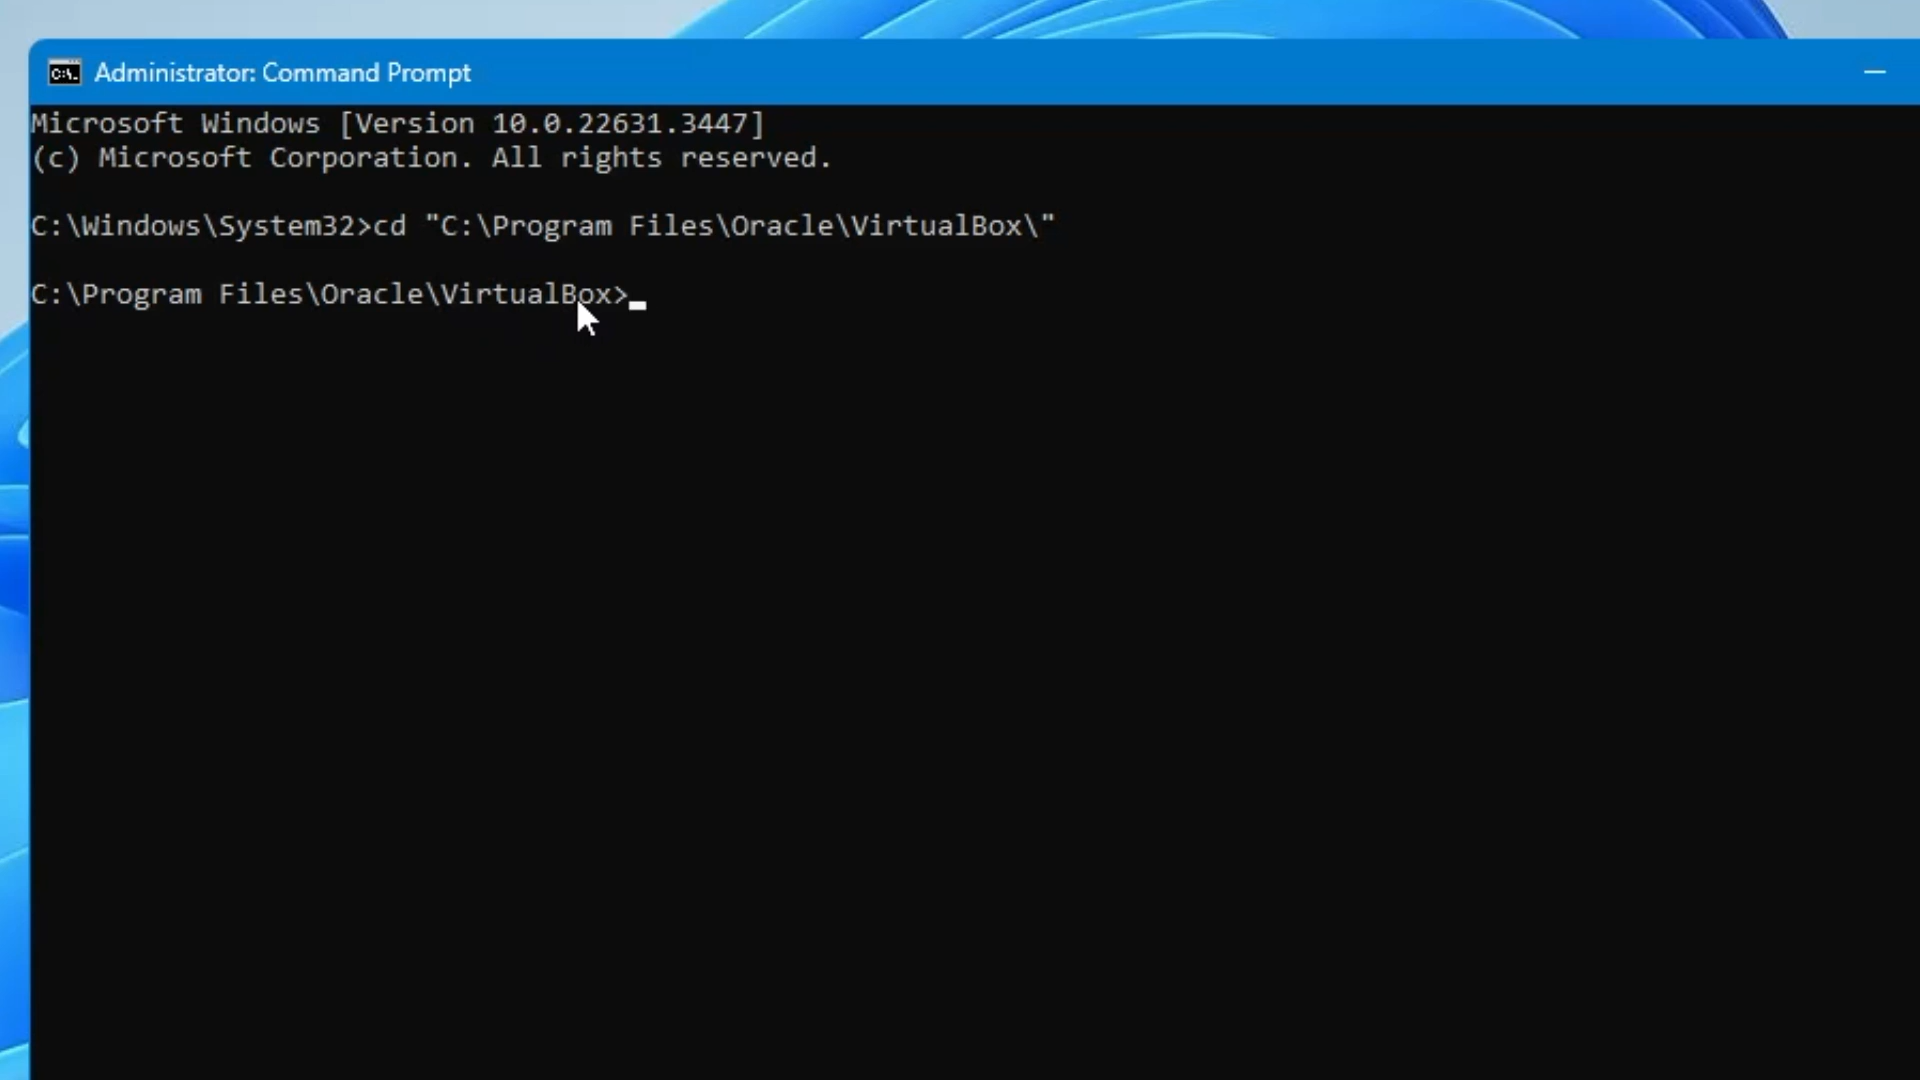 Administrator: Command Prompt
Microsoft Windows [Version 10.0.22631.3447]
(c) Microsoft Corporation. All rights reserved.
C:\Windows\System32>cd "C:\Program Files\Oracle\VirtualBox\"
C:\Program Files\Oracle\VirtualBox>